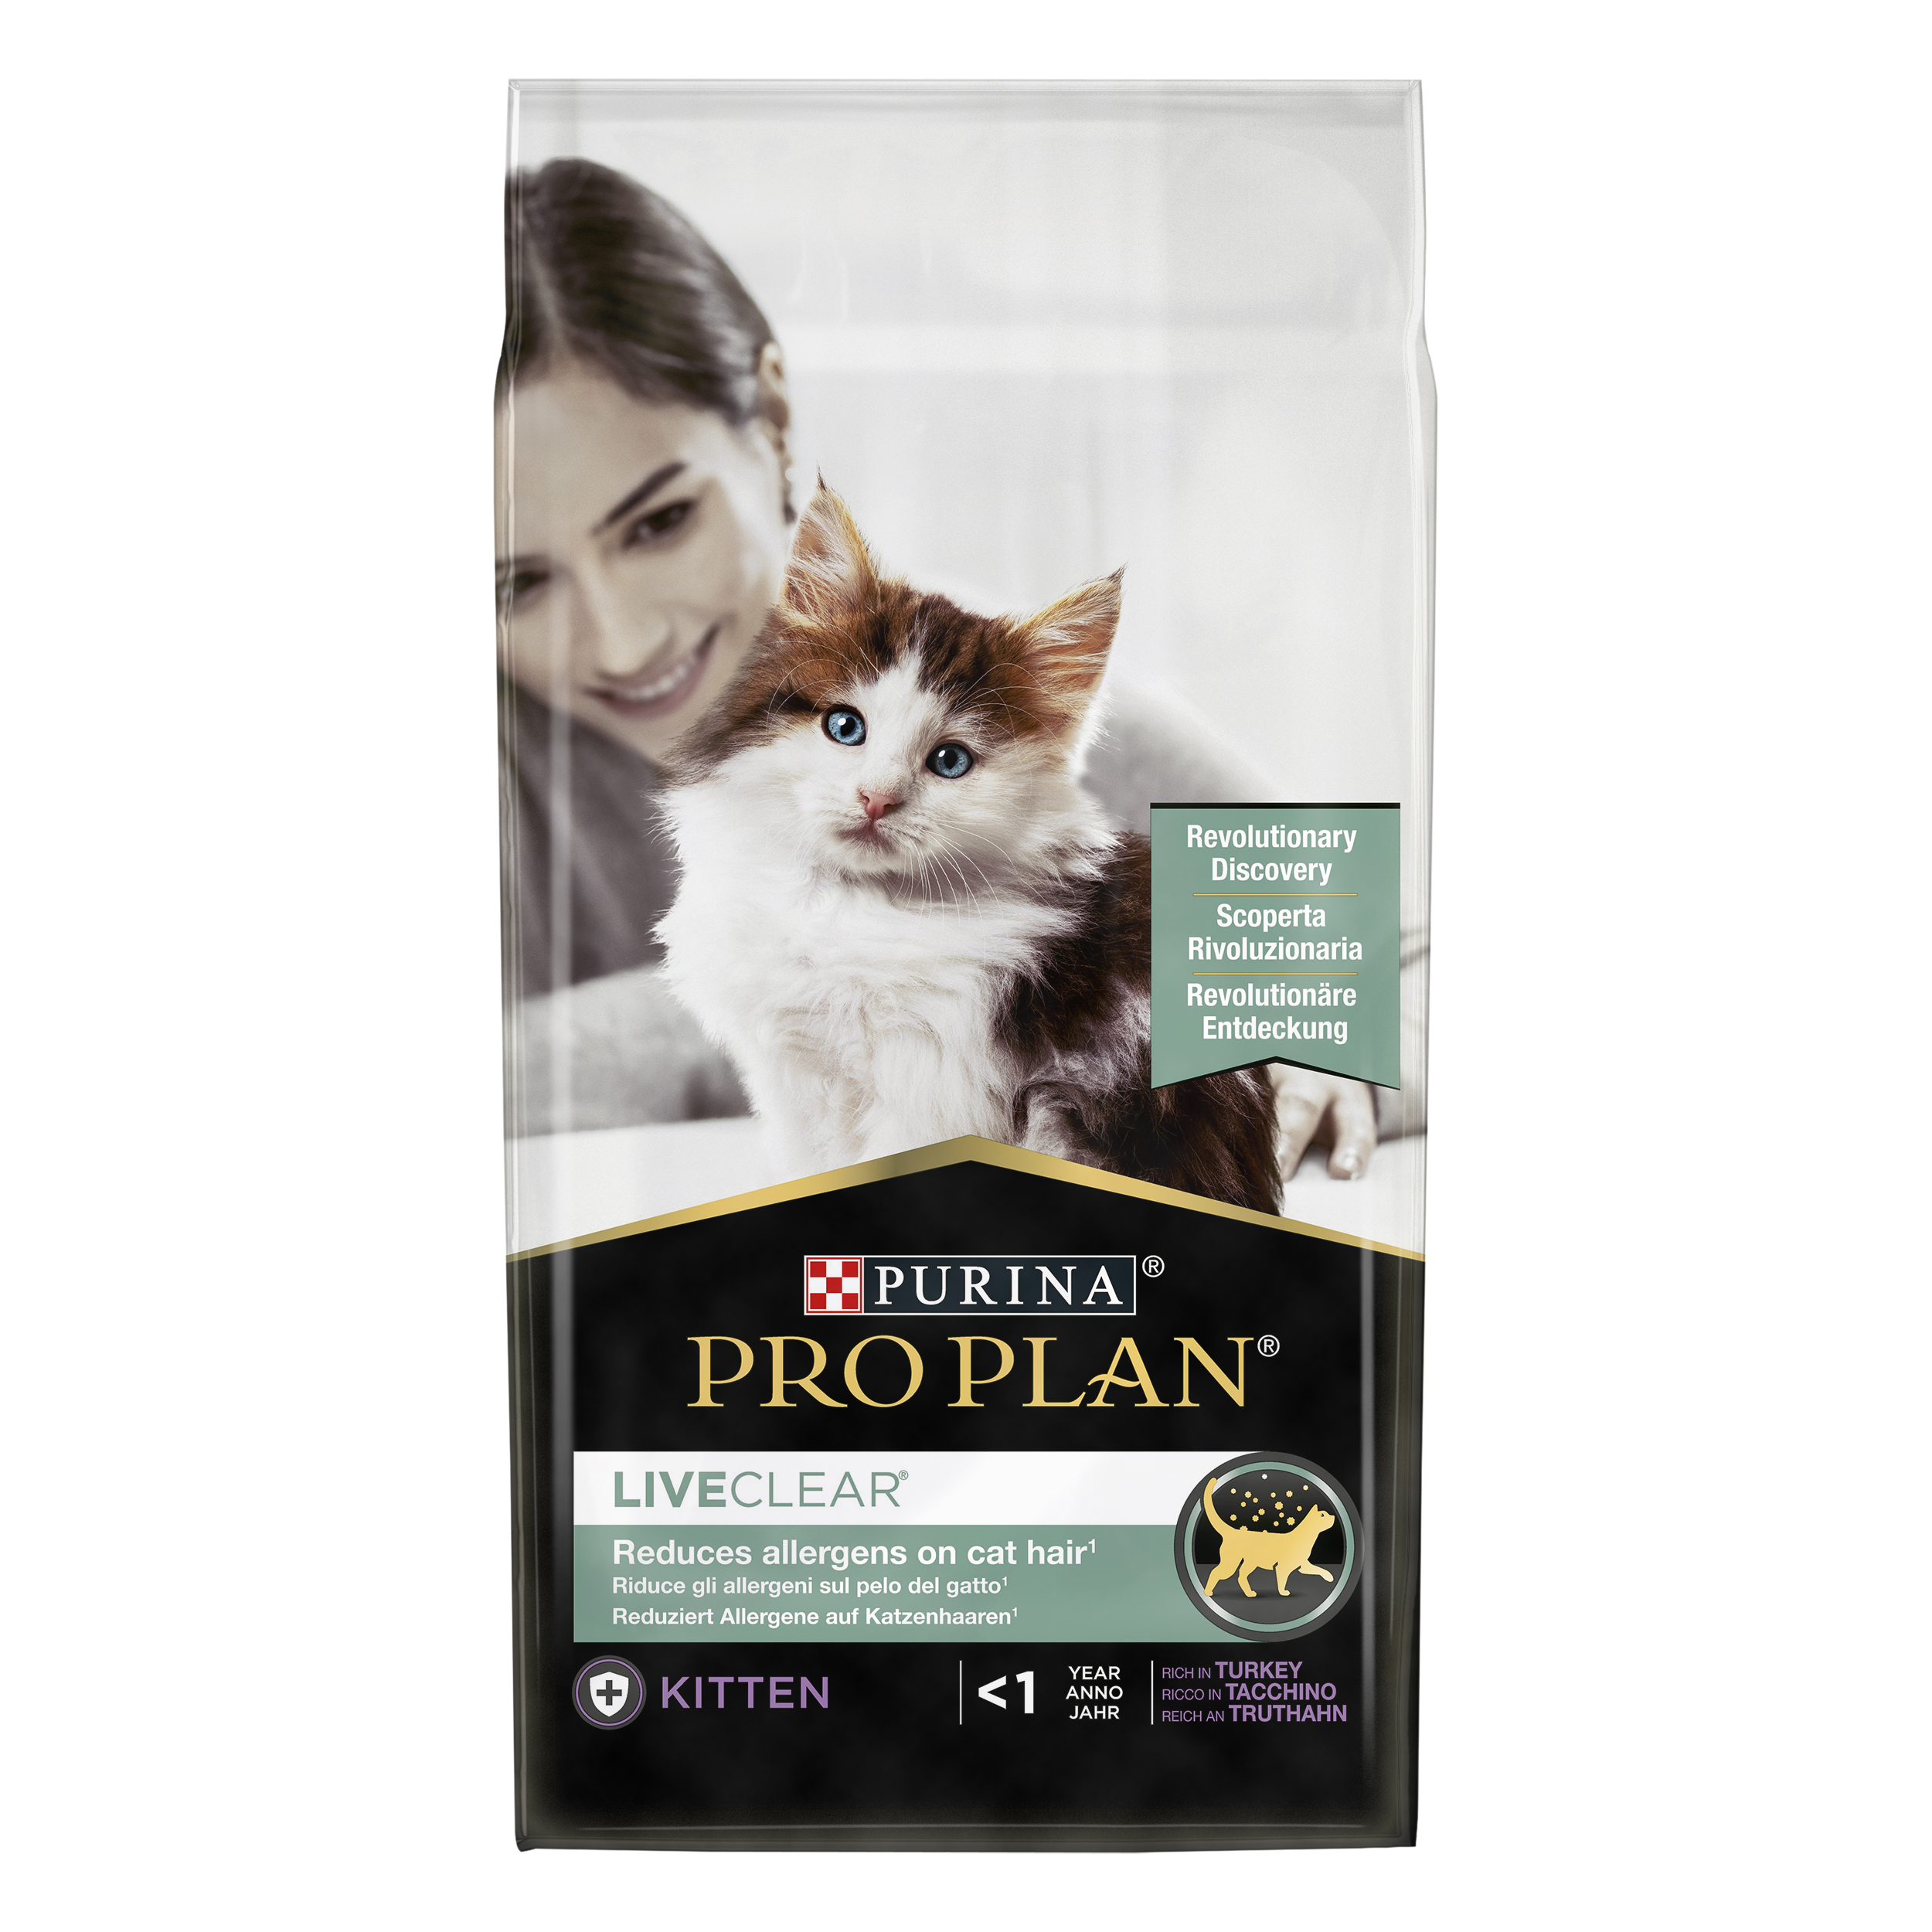 Revolutionary
Discovery
Scoperta
Rivoluzionaria
Revolutionäre
Entdeckung
PURINA®
PRO PLAN®
LIVECLEAR®
Reduces allergens on cat hair¹
Riduce gli allergeni sul pelo del gatto¹
Reduziert Allergene auf Katzenhaaren¹
KITTEN
<1
YEAR
ANNO
JAHR
RICH IN TURKEY
RICCO IN TACCHINO
REICH AN TRUTHAHN